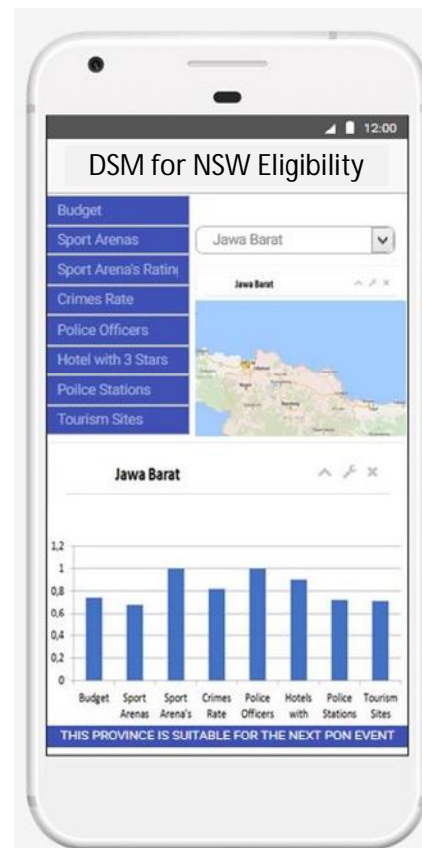 12:00
DSM for NSW Eligibility
Budget
Sport Arenas
Sport Arena's Rating
Crimes Rate
Police Officers
Hotel with 3 Stars
Poilce Stations
Tourism Sites
Jawa Barat
Jawa Barat
Jawa Barat
1,2
1
0,8
0,6
0,4
0,2
0
Budget Sport Sport Crimes Police Hotels Police Tourism
Arenas Arena's Rate Officers with Stations Sites
THIS PROVINCE IS SUITABLE FOR THE NEXT PON EVENT